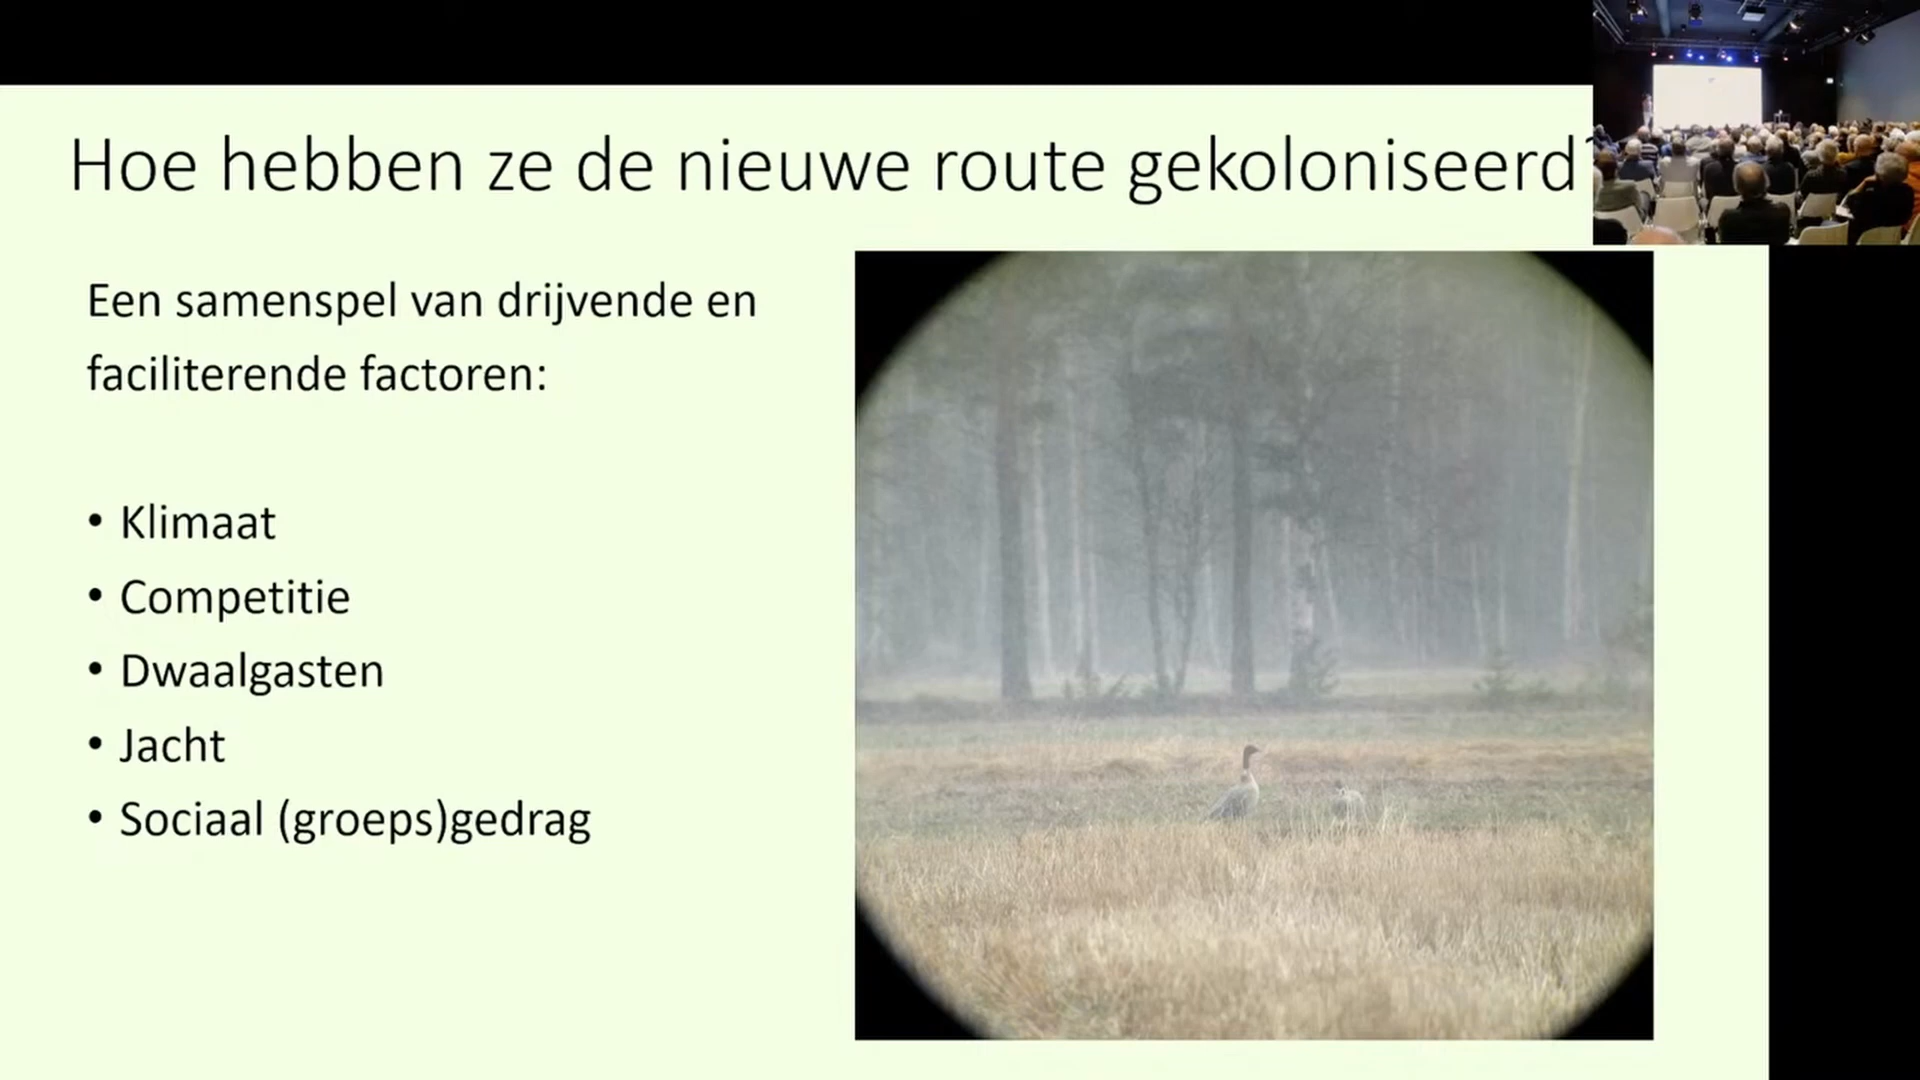 Hoe hebben ze de nieuwe route gekoloniseerd?
Een samenspel van drijvende en
faciliterende factoren:
• Klimaat
• Competitie
• Dwaalgasten
• Jacht
• Sociaal (groeps)gedrag